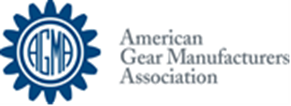 AGMA
American
Gear Manufacturers
Association